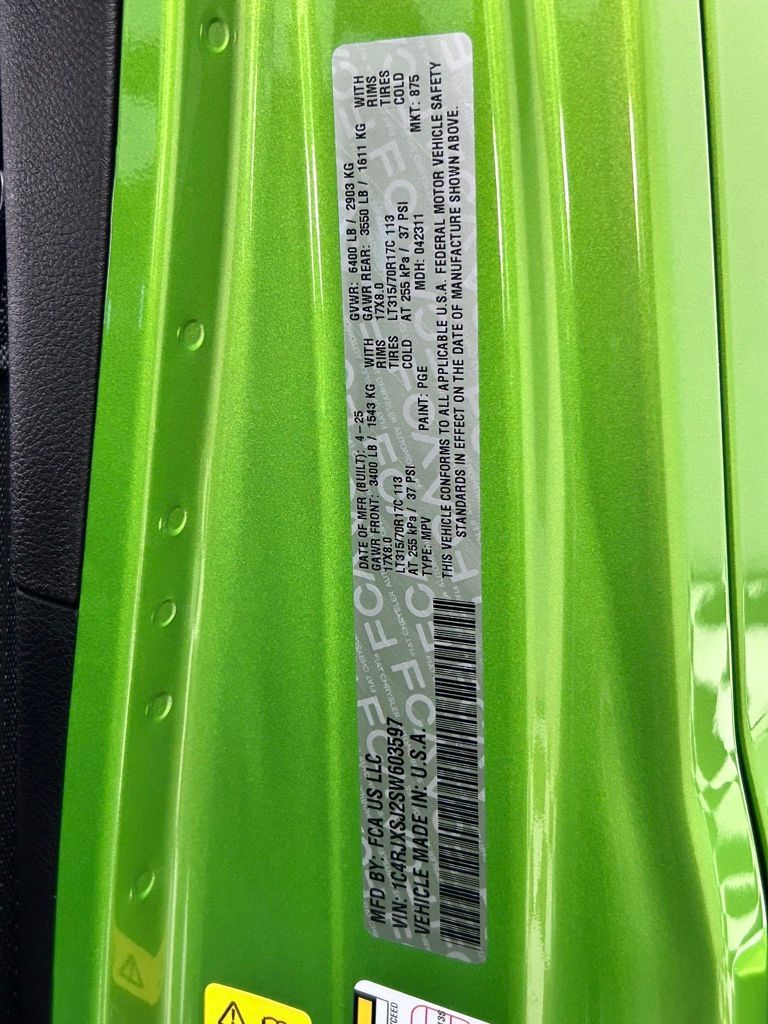 MFD BY: FCA US LLC
VIN: 1C4RJXSJ2SW603597
VEHICLE MADE IN: U.S.A.
DATE OF MFR (BUILT): 4-25
GAWR FRONT: 3400 LB / 1543 KG WITH
17X8.0 RIMS
LT315/70R17C 113 TIRES
AT 255 kPa / 37 PSI COLD
TYPE: MPV PAINT: PGE
GVWR: 6400 LB / 2903 KG
GAWR REAR: 3550 LB / 1611 KG WITH
17X8.0 RIMS
LT315/70R17C 113 TIRES
AT 255 kPa / 37 PSI COLD
MDH: 042311 MKT: 875
THIS VEHICLE CONFORMS TO ALL APPLICABLE U.S.A. FEDERAL MOTOR VEHICLE SAFETY
STANDARDS IN EFFECT ON THE DATE OF MANUFACTURE SHOWN ABOVE.